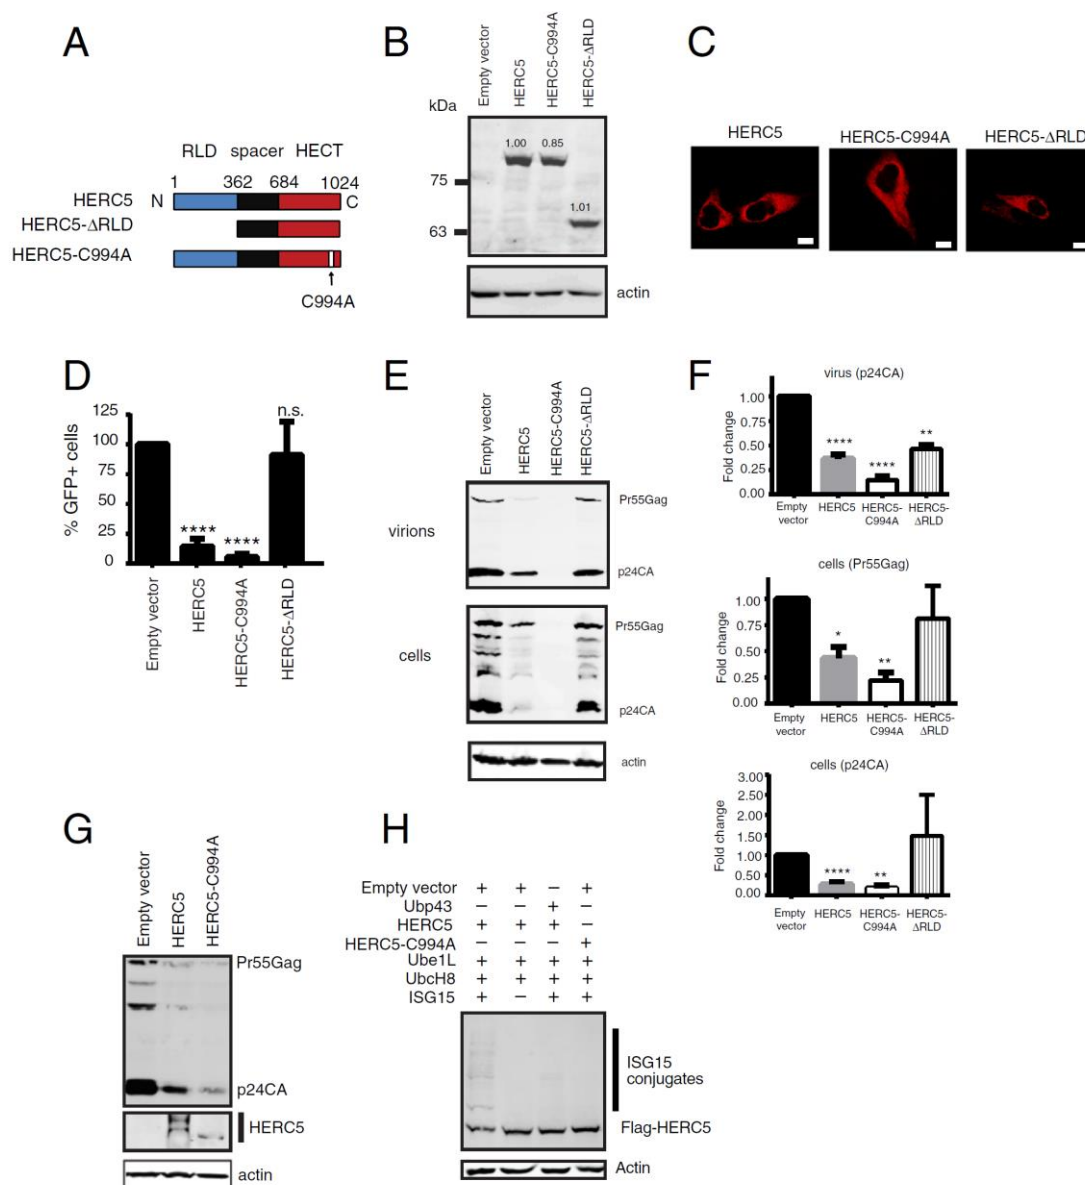 A
RLD spacer HECT
1 362 684 1024
N HERC5 C
HERC5-ΔRLD
HERC5-C994A
C994A
B
Empty vector
HERC5
HERC5-C994A
HERC5-ΔRLD
kDa
1.00 0.85
75
1.01
63
actin
C
HERC5 HERC5-C994A HERC5-ΔRLD
D
n.s.
125
100
75
50
25
0
% GFP+ cells
**** ****
Empty vector
HERC5
HERC5-C994A
HERC5-ΔRLD
E
Empty vector
HERC5
HERC5-C994A
HERC5-ΔRLD
Pr55Gag
virions
p24CA
Pr55Gag
cells
p24CA
actin
F
virus (p24CA)
Fold change
1.00
0.75
0.50
0.25
0.00
**** **** **
Empty vector HERC5 HERC5-C994A HERC5-ΔRLD
cells (Pr55Gag)
Fold change
1.00
0.75
0.50
0.25
0.00
* **
Empty vector HERC5 HERC5-C994A HERC5-ΔRLD
cells (p24CA)
Fold change
3.00
2.50
2.00
1.50
1.00
0.50
0.00
**** **
Empty vector HERC5 HERC5-C994A HERC5-ΔRLD
G
Empty vector
HERC5
HERC5-C994A
Pr55Gag
p24CA
HERC5
actin
H
Empty vector + + − +
Ubp43 − − + −
HERC5 + + + −
HERC5-C994A − − − +
Ube1L + + + +
UbcH8 + + + +
ISG15 + − + +
ISG15
conjugates
Flag-HERC5
Actin